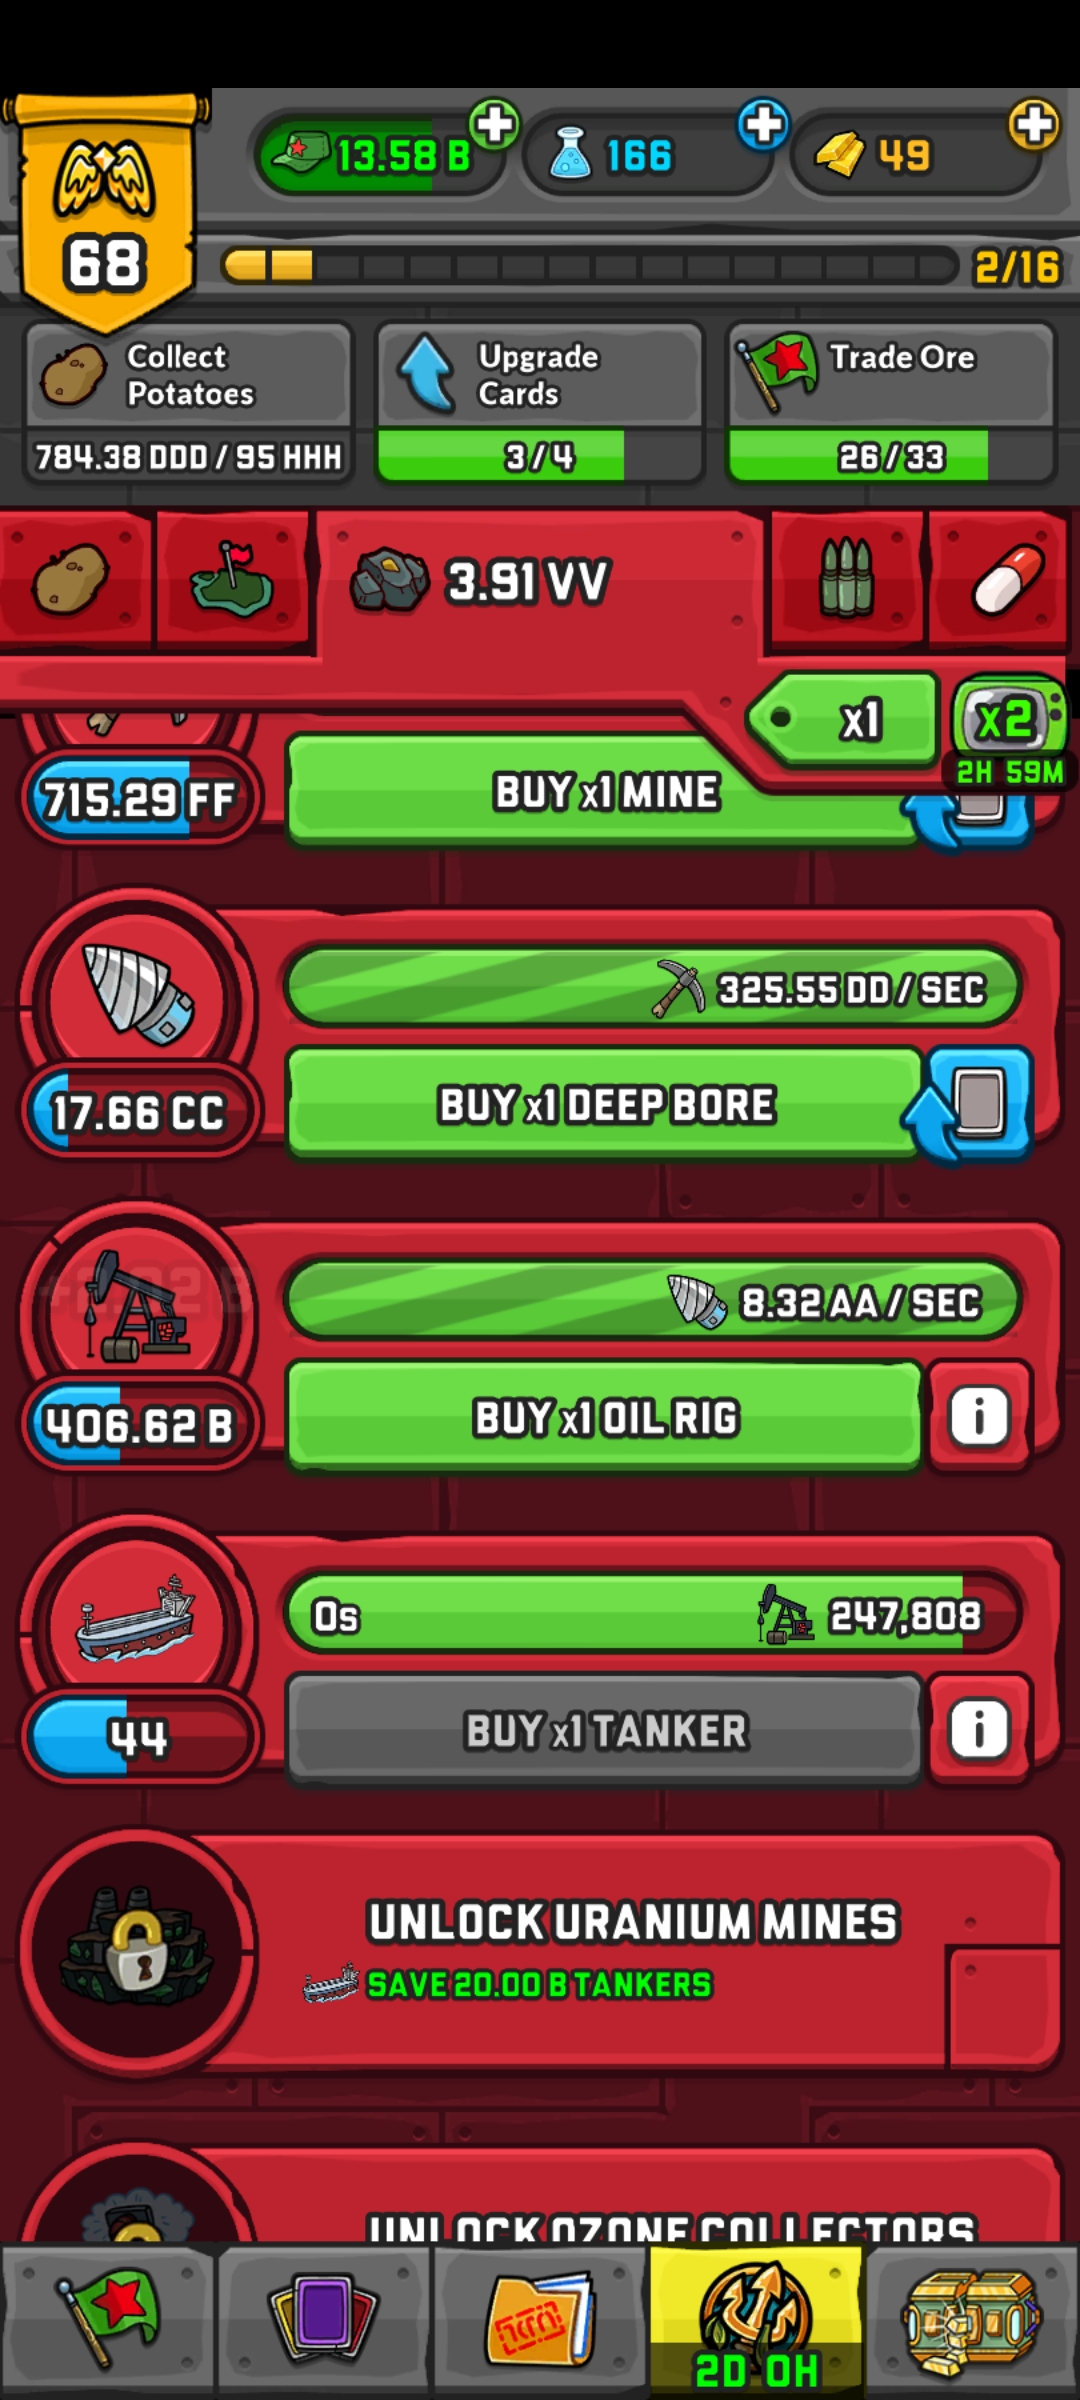 13.58 B
166
49
68
2/16
Collect
Potatoes
Upgrade
Cards
Trade Ore
784.38 DDD / 95 HHH
3/4
26/33
3.91 VV
x1
x2
2H 59M
715.29 FF
BUY x1 MINE
325.55 DD / SEC
17.66 CC
BUY x1 DEEP BORE
8.32 AA / SEC
406.62 B
BUY x1 OIL RIG
i
0s
247,808
44
BUY x1 TANKER
i
UNLOCK URANIUM MINES
SAVE 20.00 B TANKERS
UNLOCK OZONE COLLECTORS
2D 0H